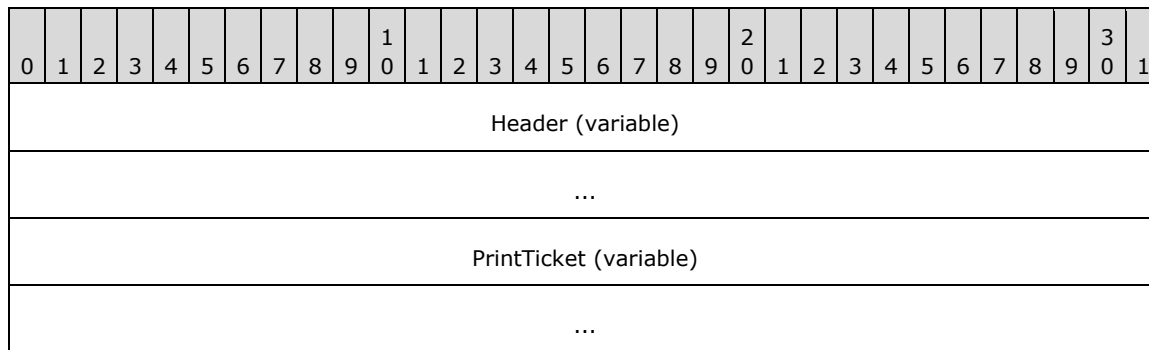 1 2 3
0 1 2 3 4 5 6 7 8 9 0 1 2 3 4 5 6 7 8 9 0 1 2 3 4 5 6 7 8 9 0 1
Header (variable)
...
PrintTicket (variable)
...